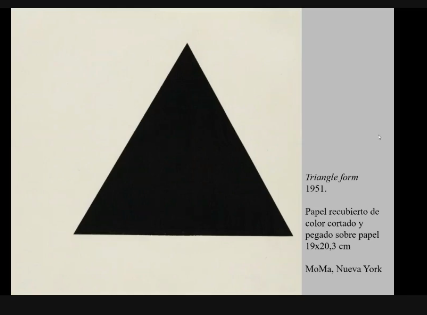 Triangle form
1951.
Papel recubierto de
color cortado y
pegado sobre papel
19x20,3 cm
MoMa, Nueva York